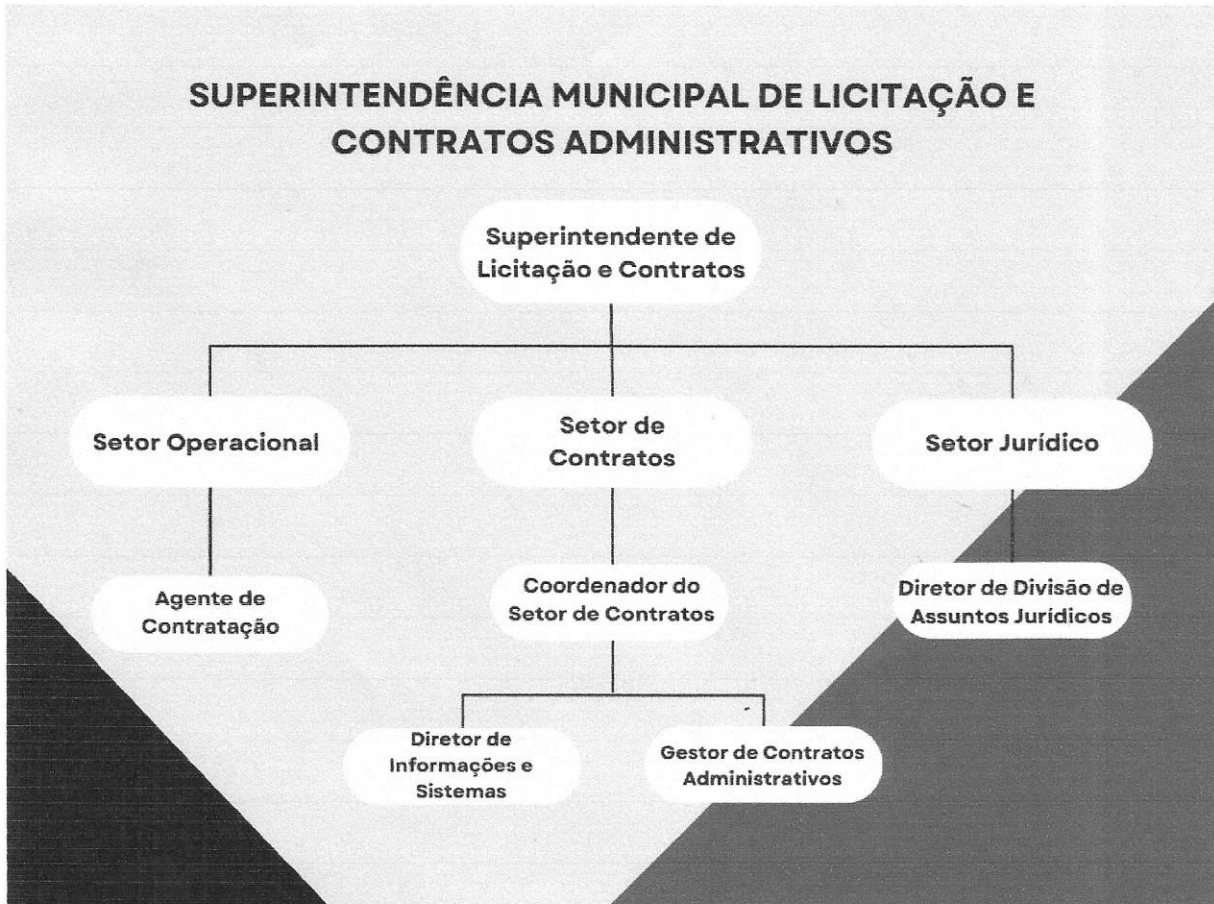 SUPERINTENDÊNCIA MUNICIPAL DE LICITAÇÃO E
CONTRATOS ADMINISTRATIVOS
Superintendente de
Licitação e Contratos
Setor Operacional
Setor de
Contratos
Setor Jurídico
Agente de
Contratação
Coordenador do
Setor de Contratos
Diretor de Divisão de
Assuntos Jurídicos
Diretor de
Informações e
Sistemas
Gestor de Contratos
Administrativos